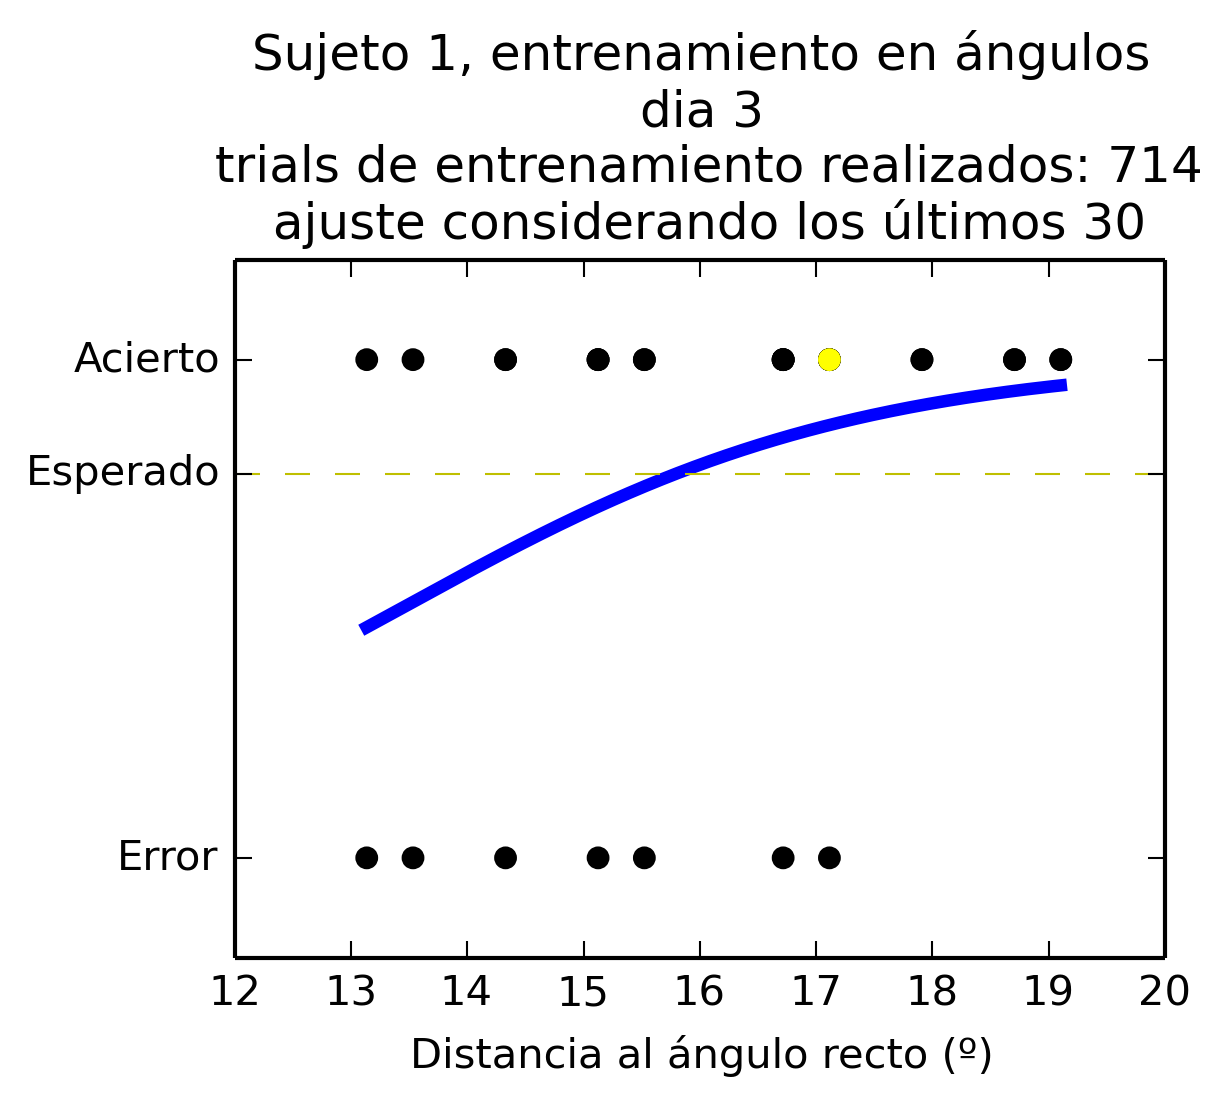 Sujeto 1, entrenamiento en ángulos
dia 3
trials de entrenamiento realizados: 714
ajuste considerando los últimos 30
Acierto
Esperado
Error
12 13 14 15 16 17 18 19 20
Distancia al ángulo recto (º)